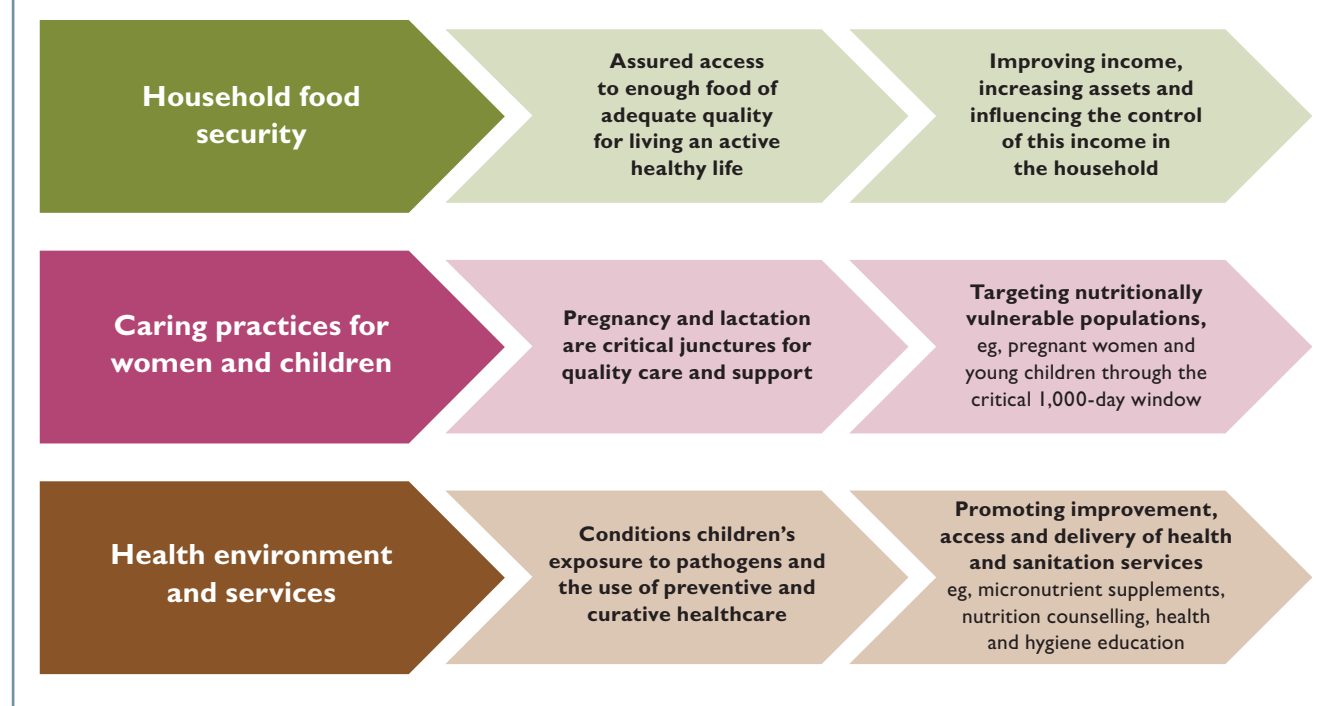 Household food
security
Assured access
to enough food of
adequate quality
for living an active
healthy life
Improving income,
increasing assets and
influencing the control
of this income in
the household
Caring practices for
women and children
Pregnancy and lactation
are critical junctures for
quality care and support
Targeting nutritionally
vulnerable populations,
eg, pregnant women and
young children through the
critical 1,000-day window
Health environment
and services
Conditions children’s
exposure to pathogens and
the use of preventive and
curative healthcare
Promoting improvement,
access and delivery of health
and sanitation services
eg, micronutrient supplements,
nutrition counselling, health
and hygiene education